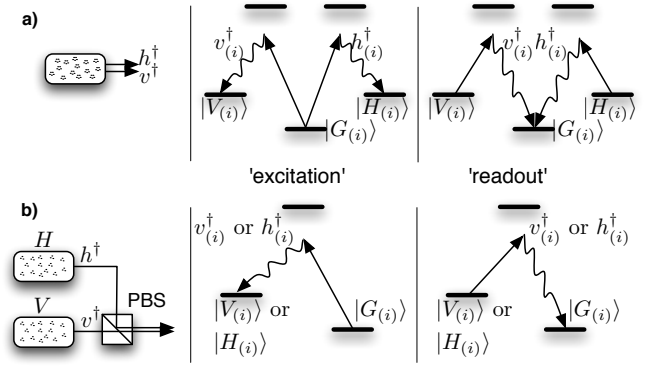 a)
h†
v†
v†(i)
h†(i)
|V(i)⟩
|G(i)⟩
|H(i)⟩
v†(i) h†(i)
|V(i)⟩
|G(i)⟩
|H(i)⟩
'excitation'
'readout'
b)
H
h†
V
v†
PBS
v†(i) or h†(i)
|V(i)⟩ or
|H(i)⟩
|G(i)⟩
v†(i) or h†(i)
|V(i)⟩ or
|H(i)⟩
|G(i)⟩